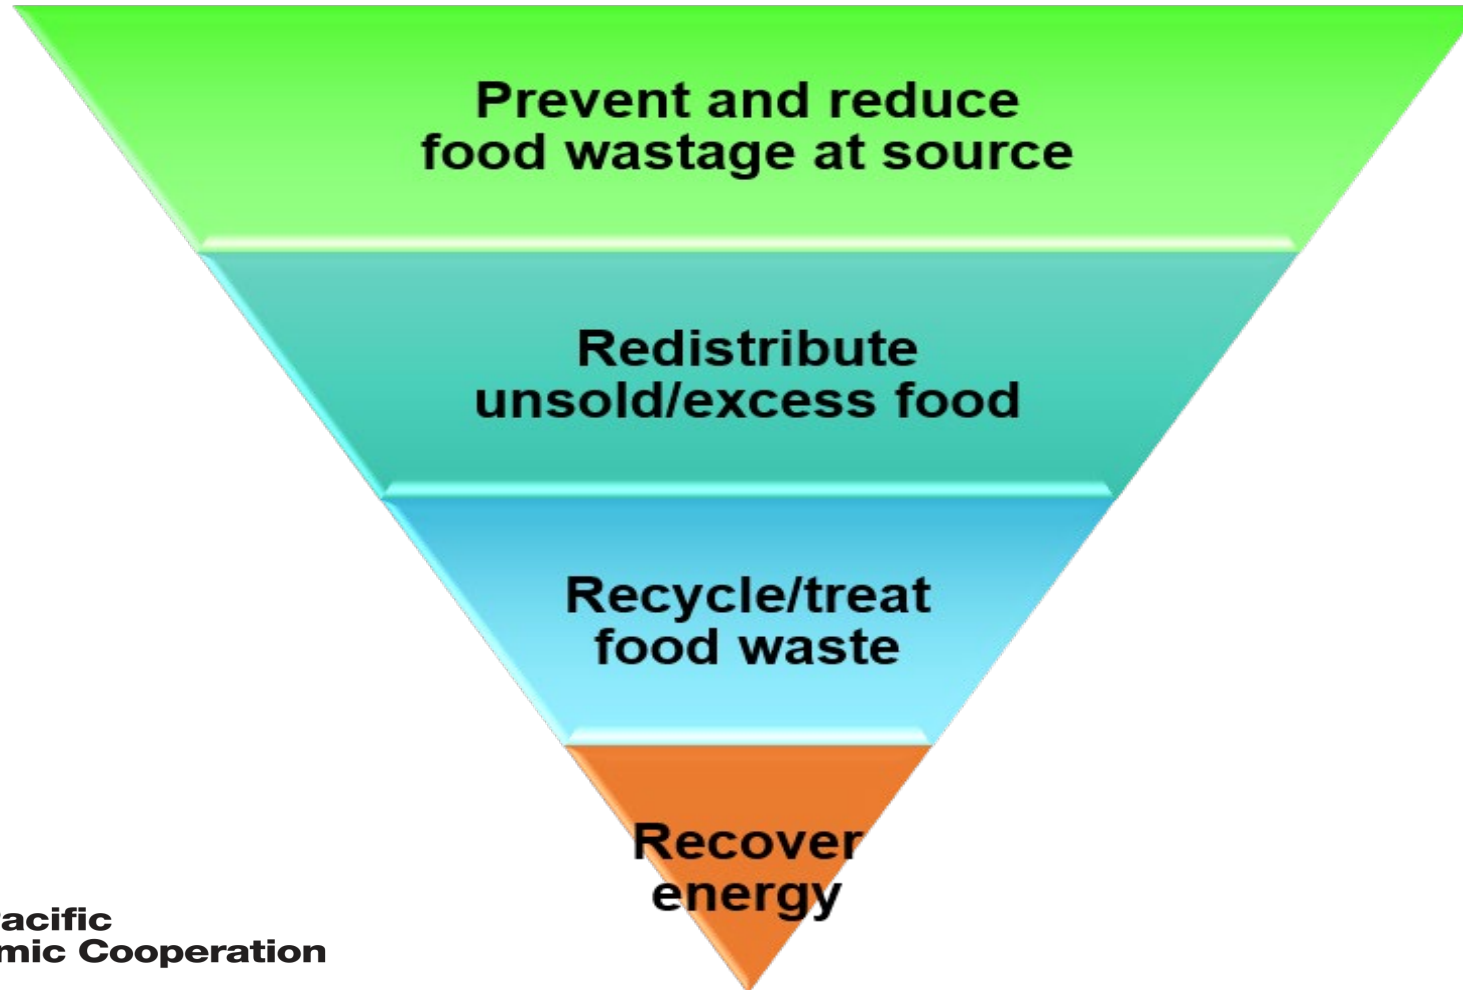 Prevent and reduce
food wastage at source
Redistribute
unsold/excess food
Recycle/treat
food waste
Recover
energy
acific
mic Cooperation